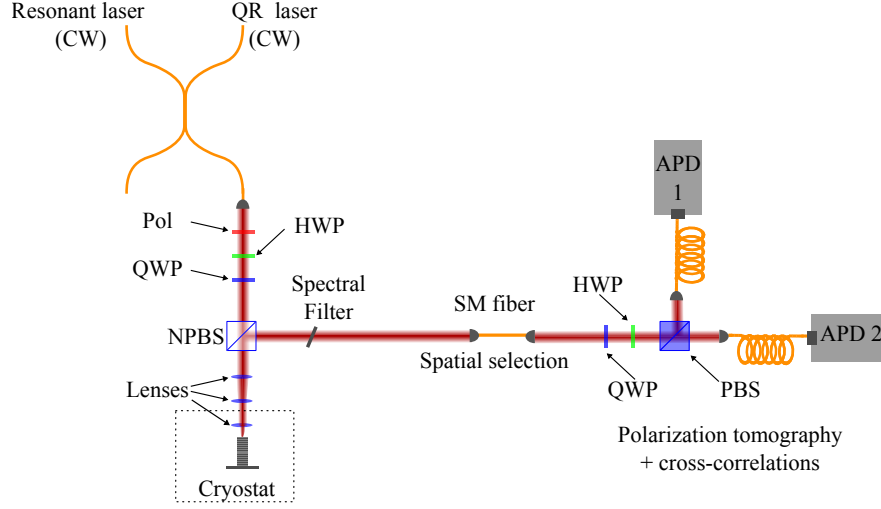 Resonant laser
(CW)
QR laser
(CW)
Pol
HWP
QWP
NPBS
Spectral
Filter
SM fiber
Spatial selection
Lenses
Cryostat
HWP
QWP
PBS
APD
1
APD 2
Polarization tomography
+ cross-correlations